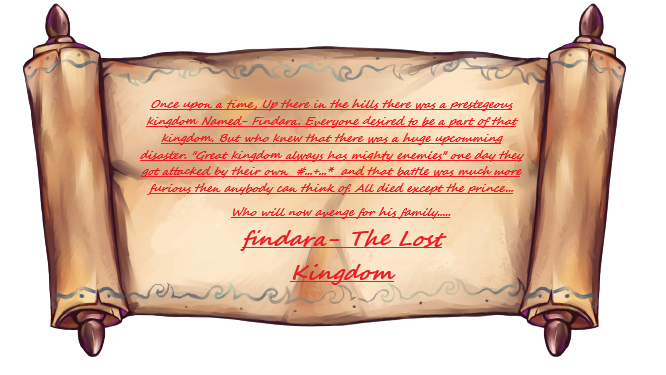 Once upon a time, Up there in the hills there was a prestegeous
kingdom Named- Findara. Everyone desired to be a part of that
kingdom. But who knew that there was a huge upcomming
disaster. "Great kingdom always has mighty enemies" one day they
got attacked by their own #...+...* and that battle was much more
furious then anybody can think of. All died except the prince...
Who will now avenge for his family.....
findara- The Lost
Kingdom